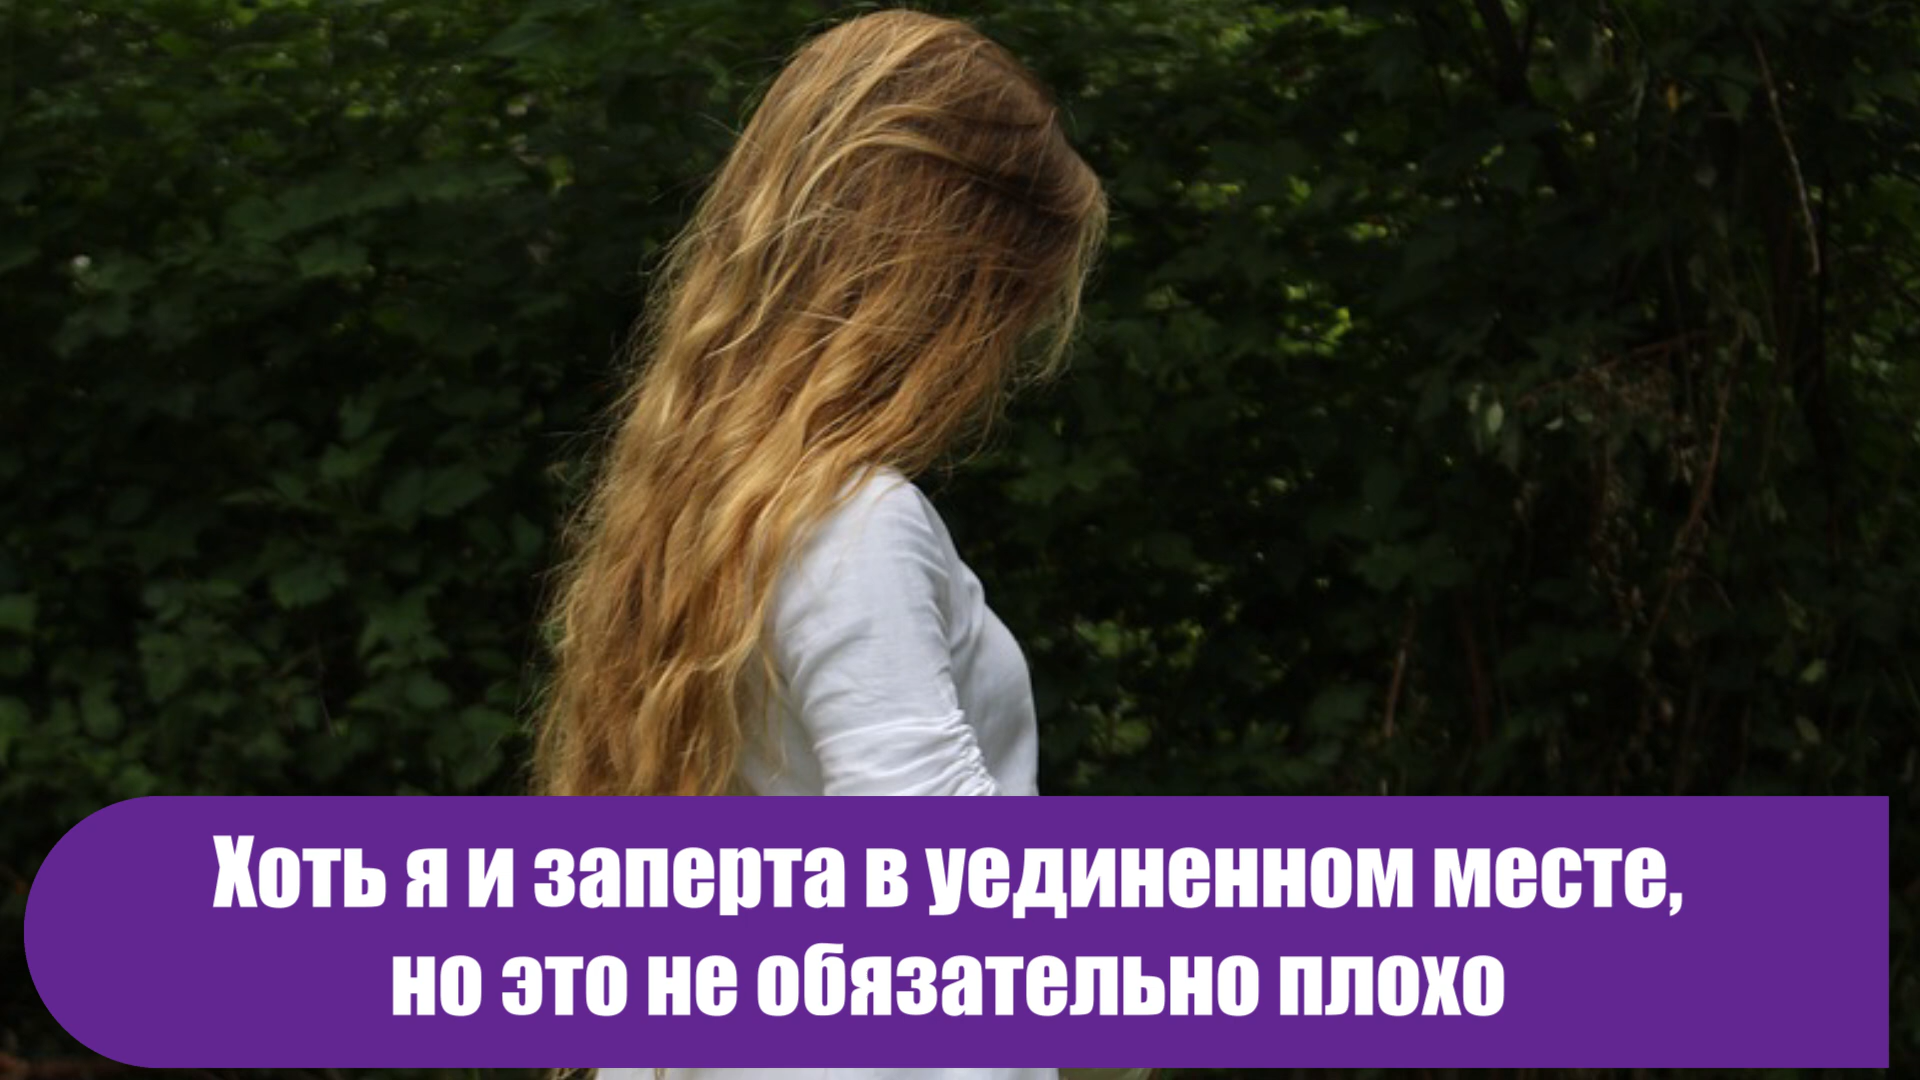 Хоть я и заперта в уединенном месте,
но это не обязательно плохо